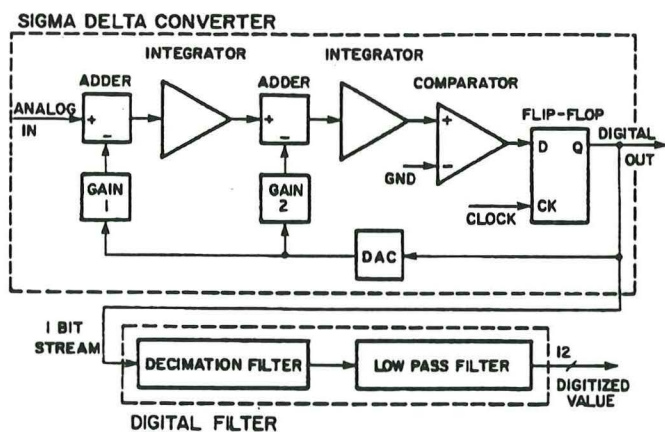 SIGMA DELTA CONVERTER
INTEGRATOR
INTEGRATOR
ADDER
ADDER
COMPARATOR
FLIP-FLOP
ANALOG
IN
+
-
+
-
+
-
GND
D Q
CK
CLOCK
DIGITAL
OUT
GAIN
1
GAIN
2
DAC
1 BIT
STREAM
DECIMATION FILTER
LOW PASS FILTER
12
DIGITIZED
VALUE
DIGITAL FILTER